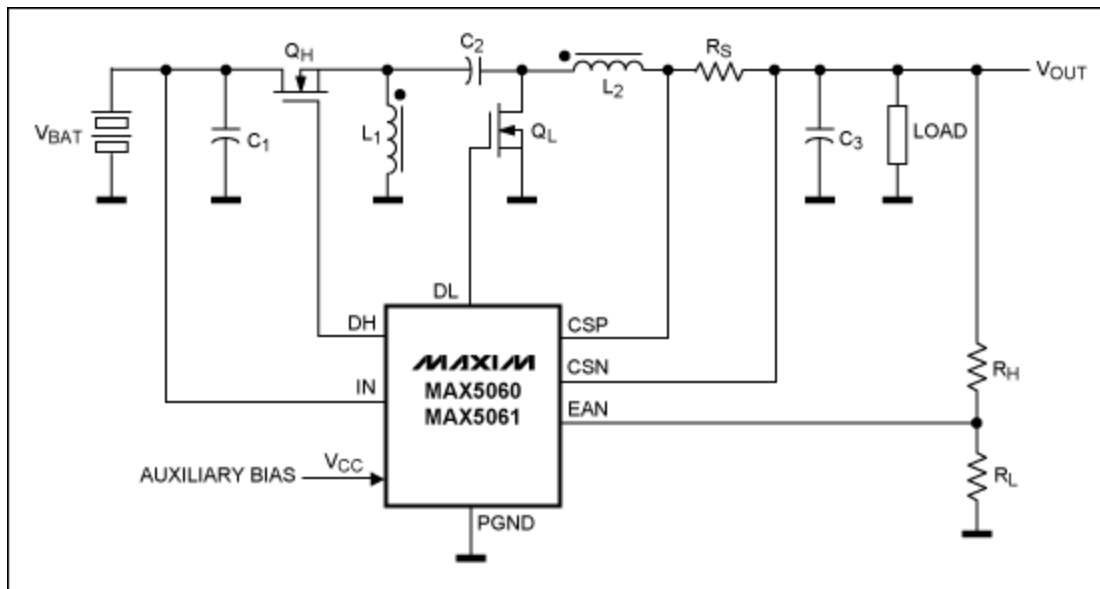 QH
C2
L2
RS
VOUT
VBAT
C1
L1
QL
C3
LOAD
DL
DH
CSP
MAXIM
CSN
IN
MAX5060
MAX5061
EAN
RH
AUXILIARY BIAS
VCC
RL
PGND